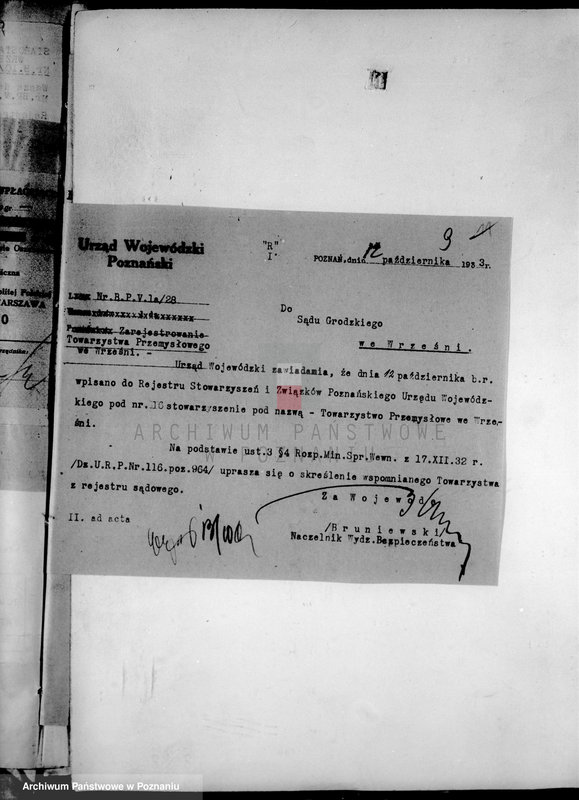 9
Urząd Wojewódzki
Poznański
"R"
I.
POZNAŃ, dnia 12 października 1933 r.
Nr.B.P.V.1a/28
Zarejestrowanie
Towarzystwa Przemysłowego
we Wrześni. -
Do
Sądu Grodzkiego
we Wrześni.
Urząd Wojewódzki zawiadamia, że dnia 12 października b.r.
wpisano do Rejestru Stowarzyszeń i Związków Poznańskiego Urzędu Wojewódz-
kiego pod nr. 16 stowarzyszenie pod nazwą - Towarzystwo Przemysłowe we Wrze-
śni.
ARCHIWUM PAŃSTWOWE
W POZNANIU
Na podstawie ust.3 §4 Rozp.Min.Spr.Wewn. z 17.XII.32 r.
/Dz.U.R.P.Nr.116.poz.964/ uprasza się o skreślenie wspomnianego Towarzystwa
z rejestru sądowego.
Za Wojewodę
II. ad acta
/Bruniewski/
Naczelnik Wydz.Bezpieczeństwa
Archiwum Państwowe w Poznaniu